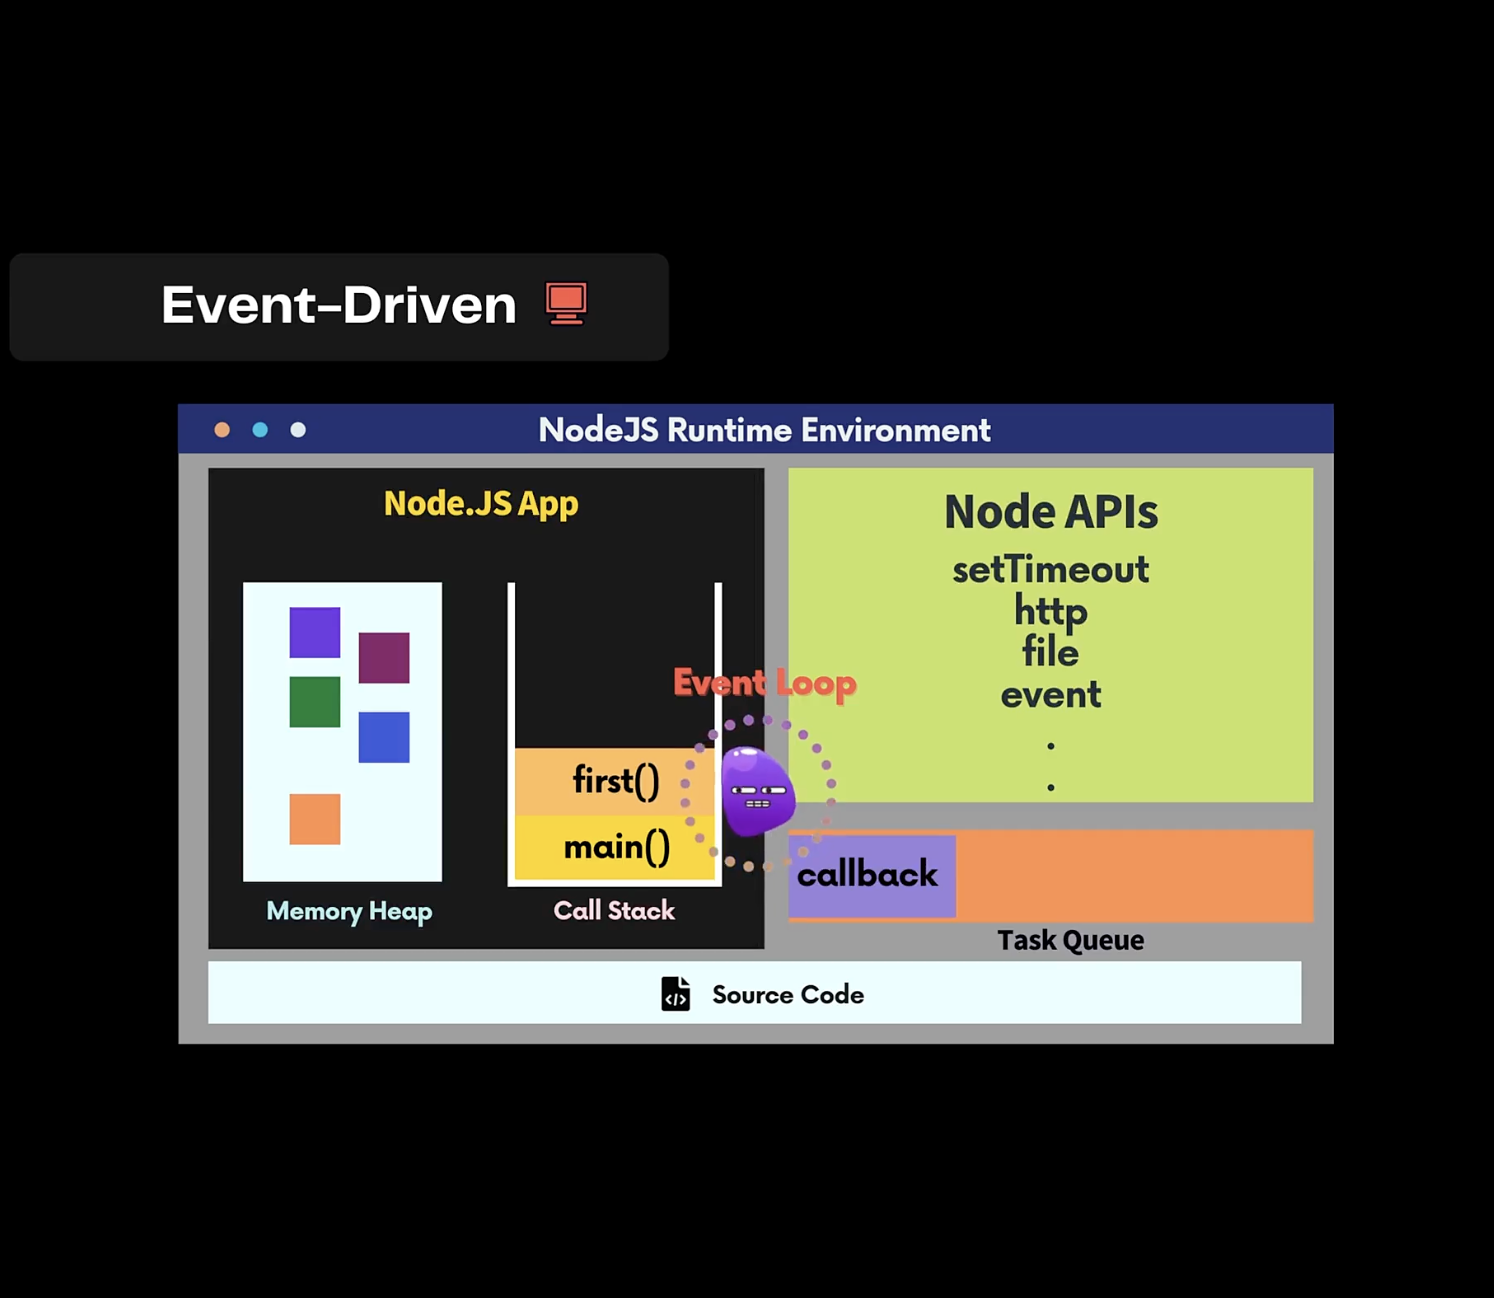 Event-Driven
NodeJS Runtime Environment
Node.JS App
Node APIs
setTimeout
http
file
event
.
.
Event Loop
first()
main()
callback
Memory Heap
Call Stack
Task Queue
</> Source Code